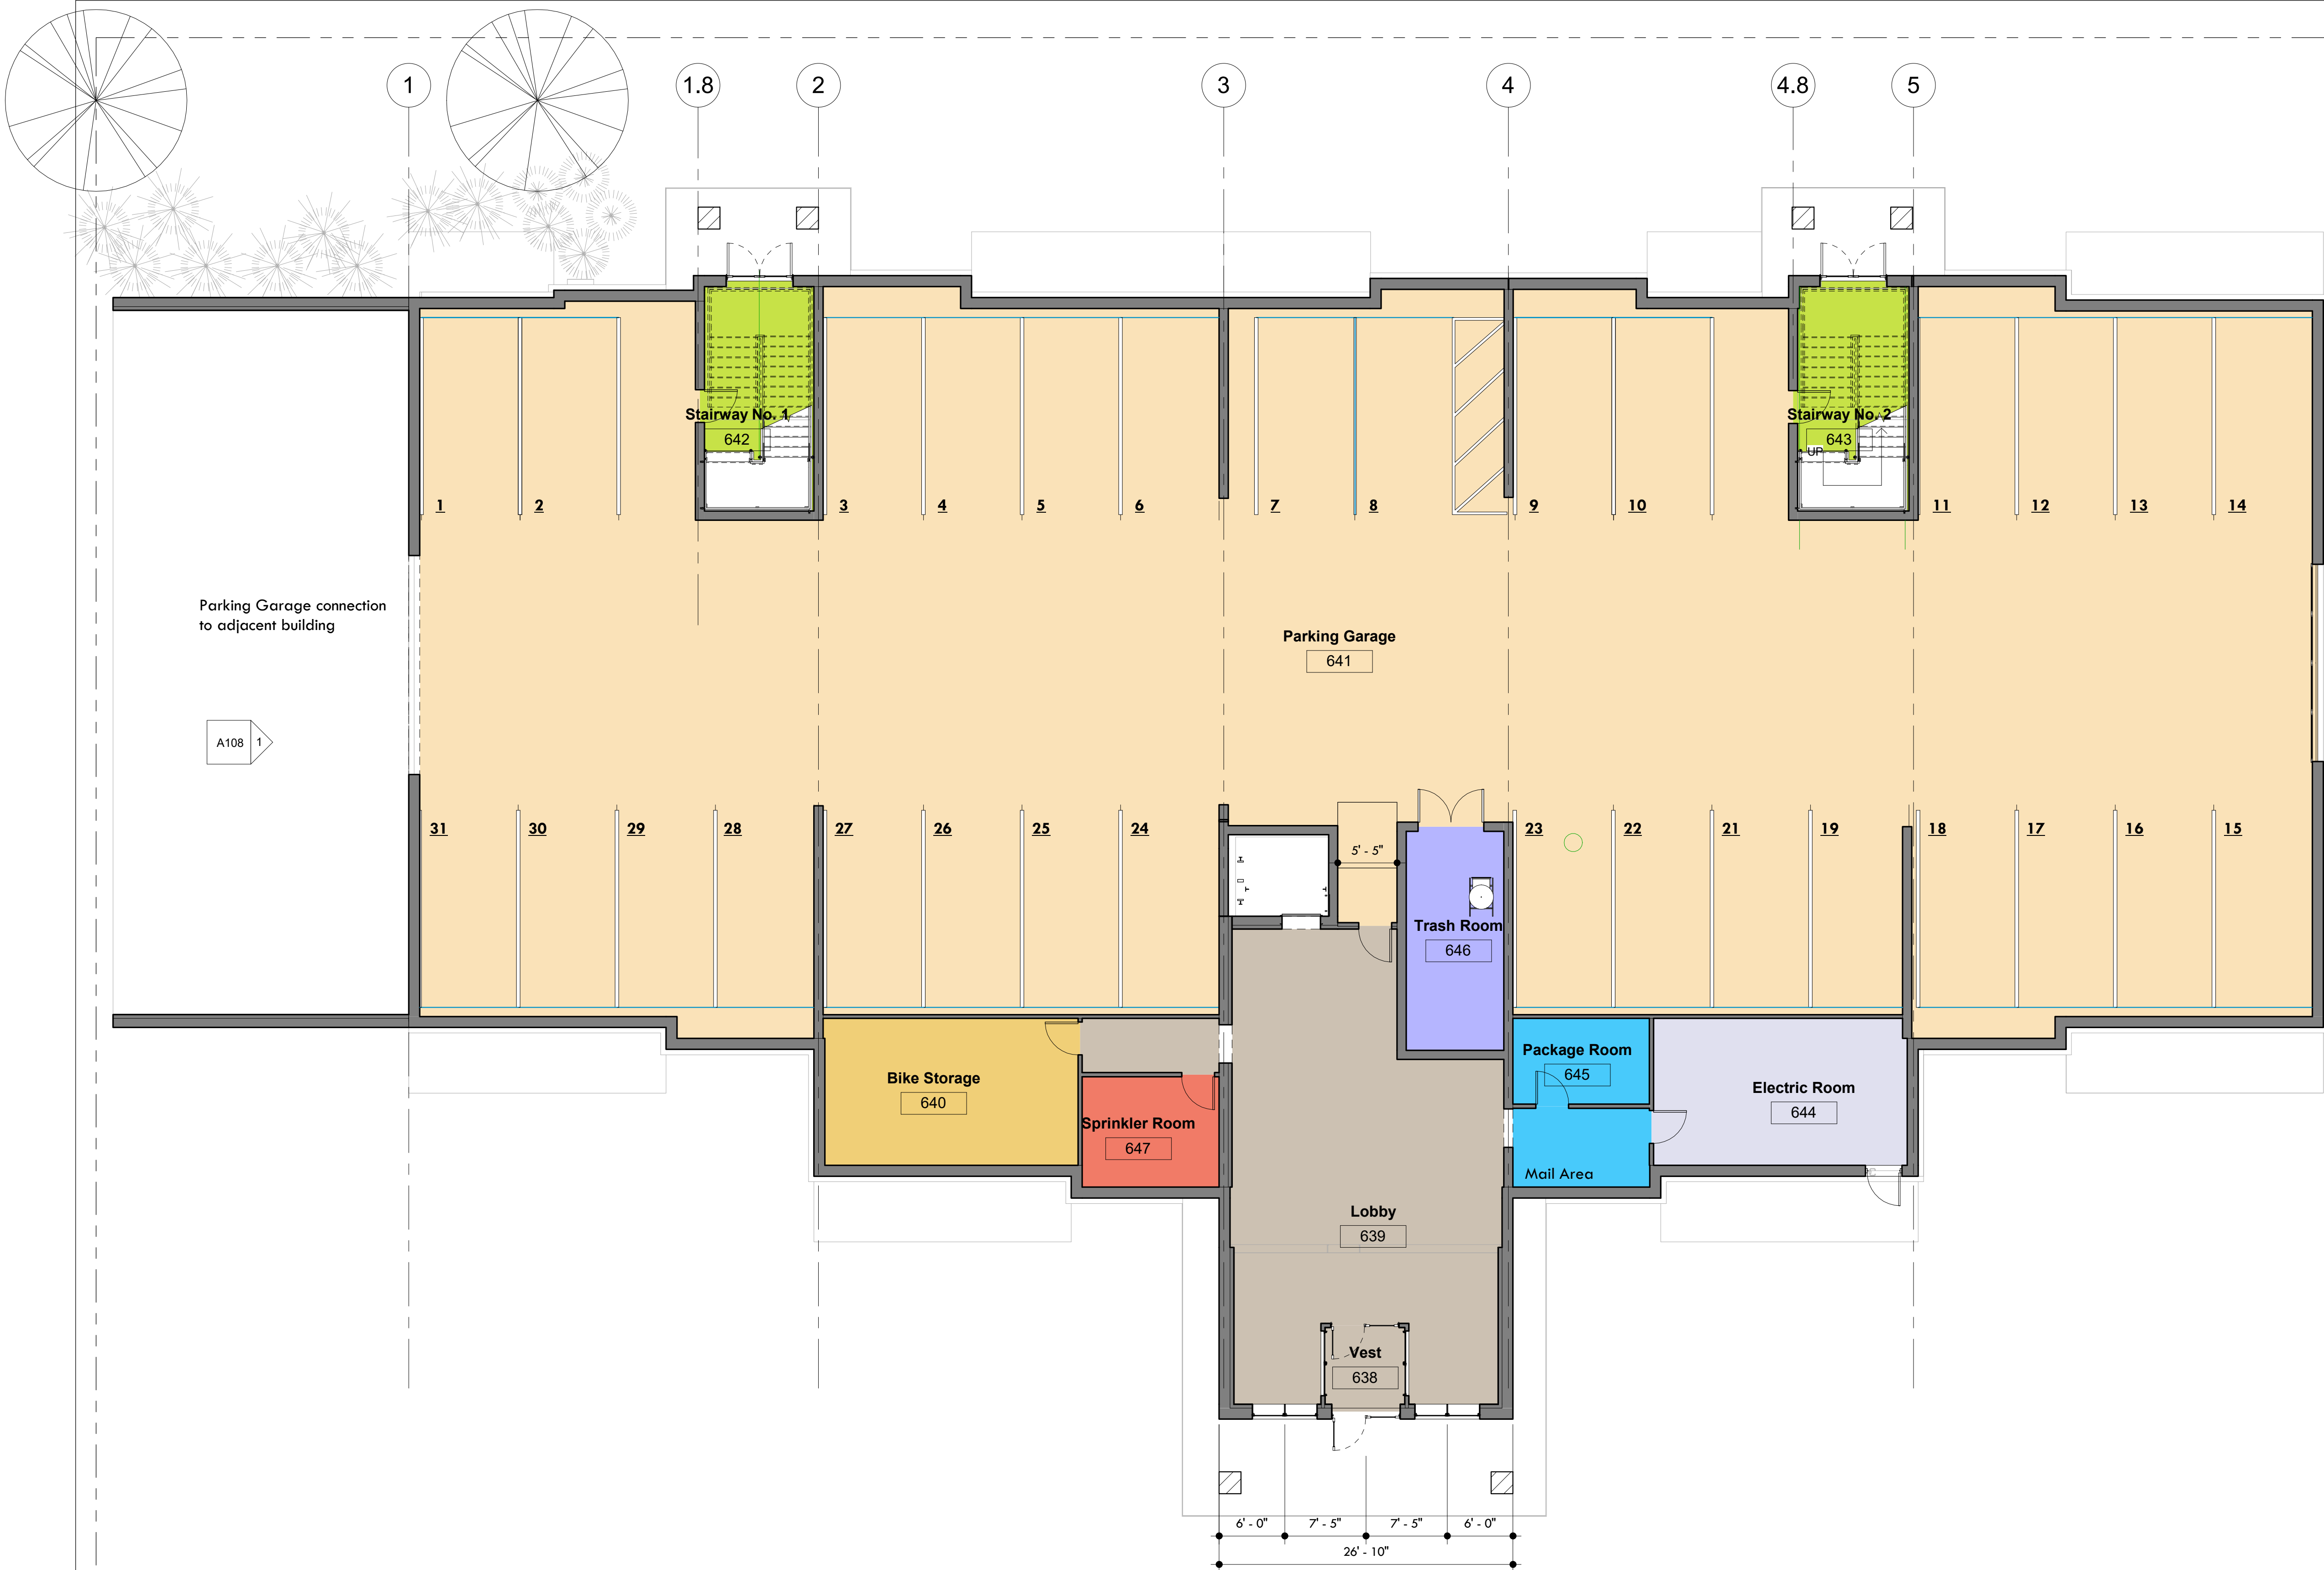 1
1.8
2
3
4
4.8
5
Stairway No. 1
642
Stairway No. 2
643
UP
1
2
3
4
5
6
7
8
9
10
11
12
13
14
Parking Garage connection
to adjacent building
Parking Garage
641
A108
1
31
30
29
28
27
26
25
24
23
22
21
19
18
17
16
15
5' - 5"
Trash Room
646
Bike Storage
640
Sprinkler Room
647
Package Room
645
Electric Room
644
Mail Area
Lobby
639
Vest
638
6' - 0"
7' - 5"
7' - 5"
6' - 0"
26' - 10"